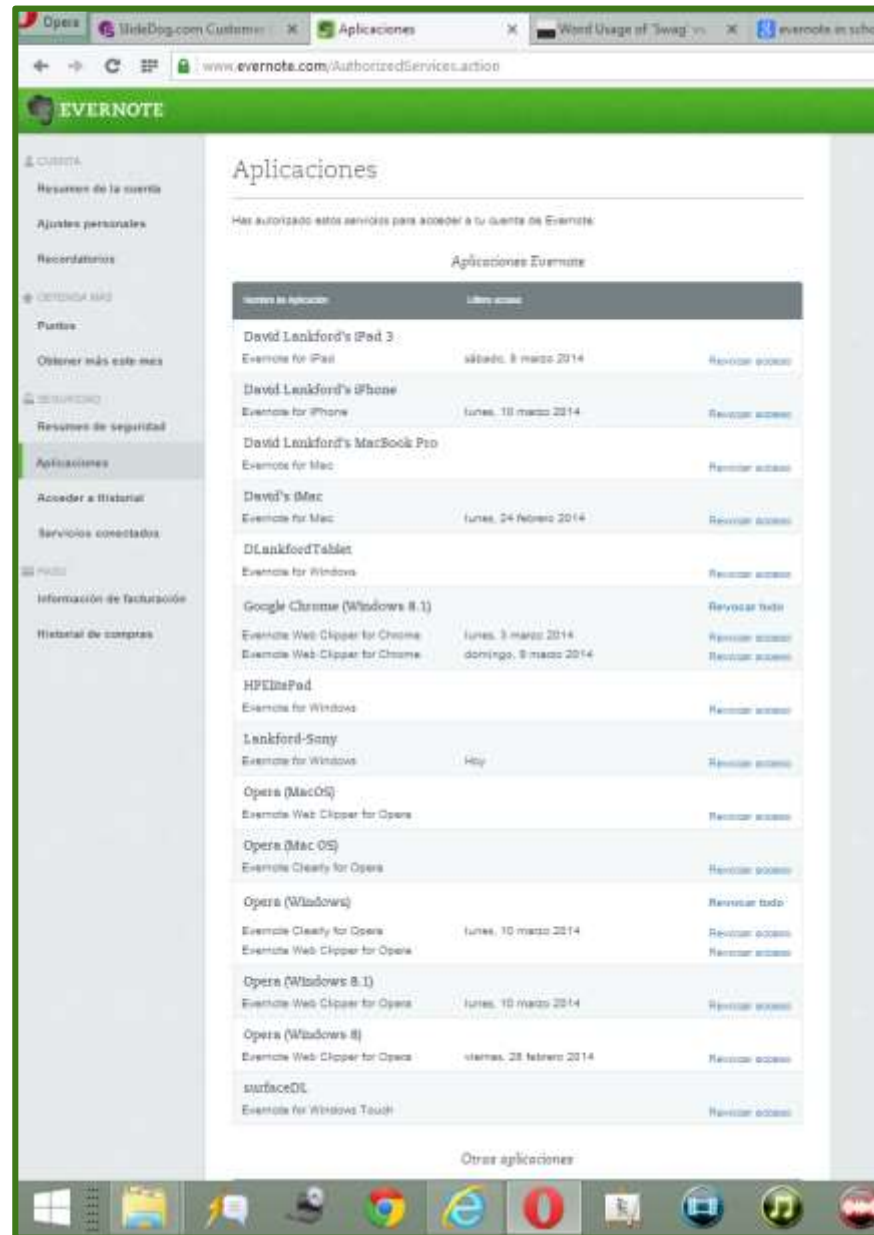 Opera
SlideDog.com Customer
Aplicaciones
Word Usage of 'Swag' vs
evernote in scho
www.evernote.com/AuthorizedServices.action
EVERNOTE
CUENTA
Resumen de la cuenta
Ajustes personales
Recordatorios
OBTENGA MÁS
Puntos
Obtener más este mes
SEGURIDAD
Resumen de seguridad
Aplicaciones
Acceder a Historial
Servicios conectados
PAGO
Información de facturación
Historial de compras
Aplicaciones
Has autorizado estos servicios para acceder a tu cuenta de Evernote:
Aplicaciones Evernote
Nombre de Aplicación Último acceso
David Lankford's iPad 3
Evernote for iPad sábado, 8 marzo 2014 Revocar acceso
David Lankford's iPhone
Evernote for iPhone lunes, 10 marzo 2014 Revocar acceso
David Lankford's MacBook Pro
Evernote for Mac Revocar acceso
David's iMac
Evernote for Mac lunes, 24 febrero 2014 Revocar acceso
DLankfordTablet
Evernote for Windows Revocar acceso
Google Chrome (Windows 8.1) Revocar todo
Evernote Web Clipper for Chrome lunes, 3 marzo 2014 Revocar acceso
Evernote Web Clipper for Chrome domingo, 9 marzo 2014 Revocar acceso
HPElitePad
Evernote for Windows Revocar acceso
Lankford-Sony
Evernote for Windows Hoy Revocar acceso
Opera (MacOS)
Evernote Web Clipper for Opera Revocar acceso
Opera (Mac OS)
Evernote Clearly for Opera Revocar acceso
Opera (Windows) Revocar todo
Evernote Clearly for Opera lunes, 10 marzo 2014 Revocar acceso
Evernote Web Clipper for Opera Revocar acceso
Opera (Windows 8.1)
Evernote Web Clipper for Opera lunes, 10 marzo 2014 Revocar acceso
Opera (Windows 8)
Evernote Web Clipper for Opera viernes, 28 febrero 2014 Revocar acceso
surfaceDL
Evernote for Windows Touch Revocar acceso
Otras aplicaciones